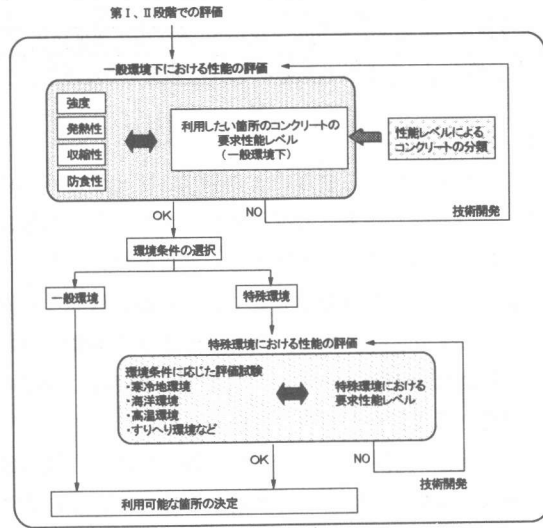 第Ⅰ、Ⅱ段階での評価
一般環境下における性能の評価
強度
発熱性
収縮性
防食性
利用したい箇所のコンクリートの
要求性能レベル
(一般環境下)
性能レベルによる
コンクリートの分類
OK
NO
技術開発
環境条件の選択
一般環境
特殊環境
特殊環境における性能の評価
環境条件に応じた評価試験
・寒冷地環境
・海洋環境
・高温環境
・すりへり環境など
特殊環境における
要求性能レベル
OK
NO
技術開発
利用可能な箇所の決定